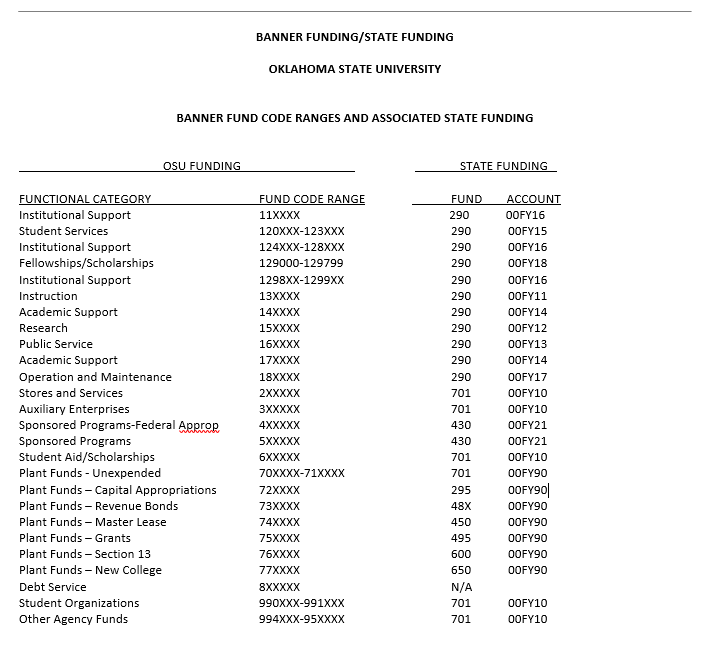 BANNER FUNDING/STATE FUNDING
OKLAHOMA STATE UNIVERSITY
BANNER FUND CODE RANGES AND ASSOCIATED STATE FUNDING
OSU FUNDING STATE FUNDING
FUNCTIONAL CATEGORY FUND CODE RANGE FUND ACCOUNT
Institutional Support 11XXXX 290 00FY16
Student Services 120XXX-123XXX 290 00FY15
Institutional Support 124XXX-128XXX 290 00FY16
Fellowships/Scholarships 129000-129799 290 00FY18
Institutional Support 1298XX-1299XX 290 00FY16
Instruction 13XXXX 290 00FY11
Academic Support 14XXXX 290 00FY14
Research 15XXXX 290 00FY12
Public Service 16XXXX 290 00FY13
Academic Support 17XXXX 290 00FY14
Operation and Maintenance 18XXXX 290 00FY17
Stores and Services 2XXXXX 701 00FY10
Auxiliary Enterprises 3XXXXX 701 00FY10
Sponsored Programs-Federal Approp 4XXXXX 430 00FY21
Sponsored Programs 5XXXXX 430 00FY21
Student Aid/Scholarships 6XXXXX 701 00FY10
Plant Funds - Unexpended 70XXXX-71XXXX 701 00FY90
Plant Funds – Capital Appropriations 72XXXX 295 00FY90
Plant Funds – Revenue Bonds 73XXXX 48X 00FY90
Plant Funds – Master Lease 74XXXX 450 00FY90
Plant Funds – Grants 75XXXX 495 00FY90
Plant Funds – Section 13 76XXXX 600 00FY90
Plant Funds – New College 77XXXX 650 00FY90
Debt Service 8XXXXX N/A
Student Organizations 990XXX-991XXX 701 00FY10
Other Agency Funds 994XXX-95XXXX 701 00FY10